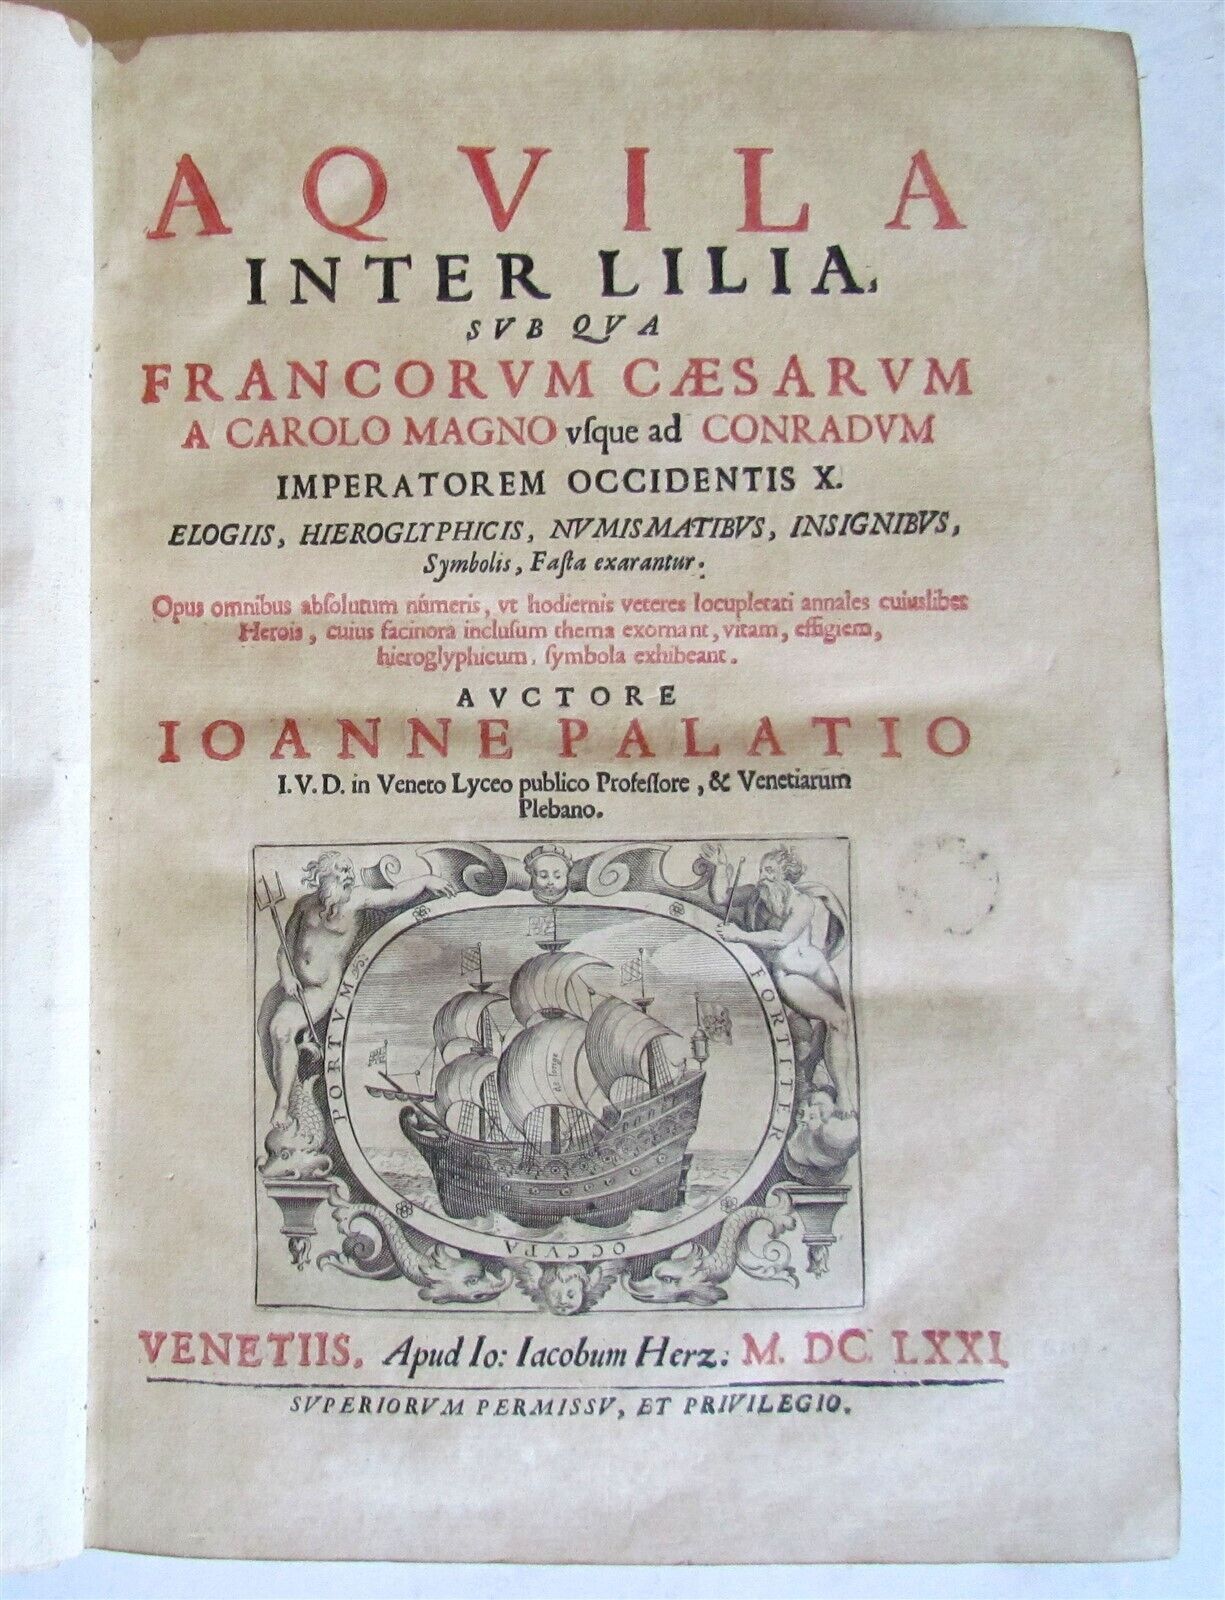 AQVILA
INTER LILIA,
SVB QVA
FRANCORVM CÆSARVM
A CAROLO MAGNO vſque ad CONRADVM
IMPERATOREM OCCIDENTIS X.
ELOGIIS, HIEROGLYPHICIS, NVMISMATIBVS, INSIGNIBVS,
Symbolis, Faſta exarantur:
Opus omnibus abſolutum númeris, vt hodiernis veteres locupletati annales cuiuslibet
Herois, cuius facinora incluſum thema exornant, vitam, effigiem,
hieroglyphicum, ſymbola exhibeant.
AVCTORE
IOANNE PALATIO
I. V. D. in Veneto Lyceo publico Profeſſore, & Venetiarum
Plebano.
PORTVM
FORTITER
OCCVPA
VENETIIS. Apud Io: Iacobum Herz: M. DC. LXXI.
SVPERIORVM PERMISSV, ET PRIVILEGIO.